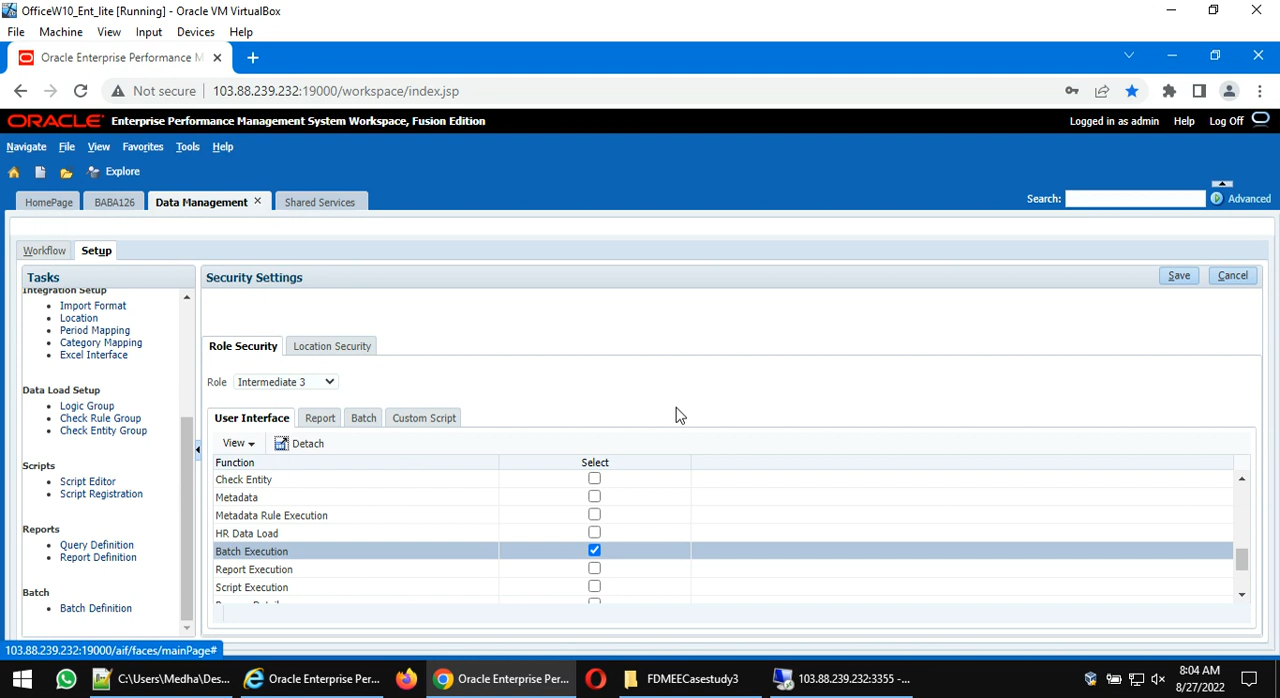 OfficeW10_Ent_lite [Running] - Oracle VM VirtualBox
File Machine View Input Devices Help
Oracle Enterprise Performance M
Not secure 103.88.239.232:19000/workspace/index.jsp
ORACLE Enterprise Performance Management System Workspace, Fusion Edition Logged in as admin Help Log Off
Navigate File View Favorites Tools Help
Explore
HomePage BABA126 Data Management Shared Services Search: Advanced
Workflow Setup
Tasks Security Settings Save Cancel
Integration Setup
Import Format
Location
Period Mapping
Category Mapping
Excel Interface
Data Load Setup
Logic Group
Check Rule Group
Check Entity Group
Scripts
Script Editor
Script Registration
Reports
Query Definition
Report Definition
Batch
Batch Definition
Role Security Location Security
Role Intermediate 3
User Interface Report Batch Custom Script
View Detach
Function Select
Check Entity
Metadata
Metadata Rule Execution
HR Data Load
Batch Execution
Report Execution
Script Execution
103.88.239.232:19000/aif/faces/mainPage#
C:\Users\Medha\Des... Oracle Enterprise Per... Oracle Enterprise Per... FDMEECasestudy3 103.88.239.232:3355 -...
8:04 AM
8/27/2022